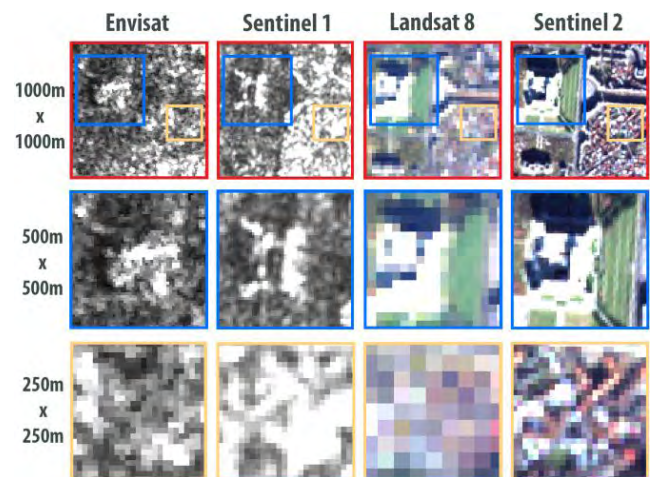 Envisat Sentinel 1 Landsat 8 Sentinel 2
1000m
x
1000m
500m
x
500m
250m
x
250m